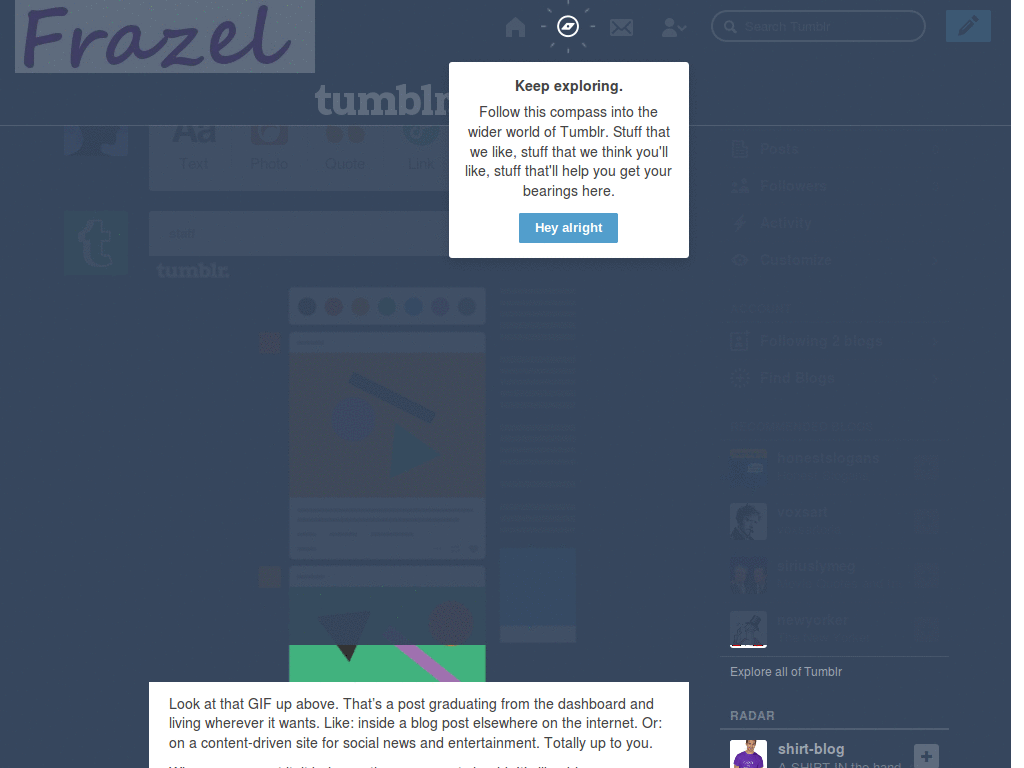 Frazel
Search Tumblr
tumblr.
Keep exploring.
Follow this compass into the
wider world of Tumblr. Stuff that
we like, stuff that we think you'll
like, stuff that'll help you get your
bearings here.
Hey alright
Aa
Text
Photo
Quote
Link
staff
tumblr.
Posts
Followers
Activity
Customize
Following 2 blogs
Find Blogs
newyorker
Explore all of Tumblr
RADAR
shirt-blog
Look at that GIF up above. That's a post graduating from the dashboard and
living wherever it wants. Like: inside a blog post elsewhere on the internet. Or:
on a content-driven site for social news and entertainment. Totally up to you.